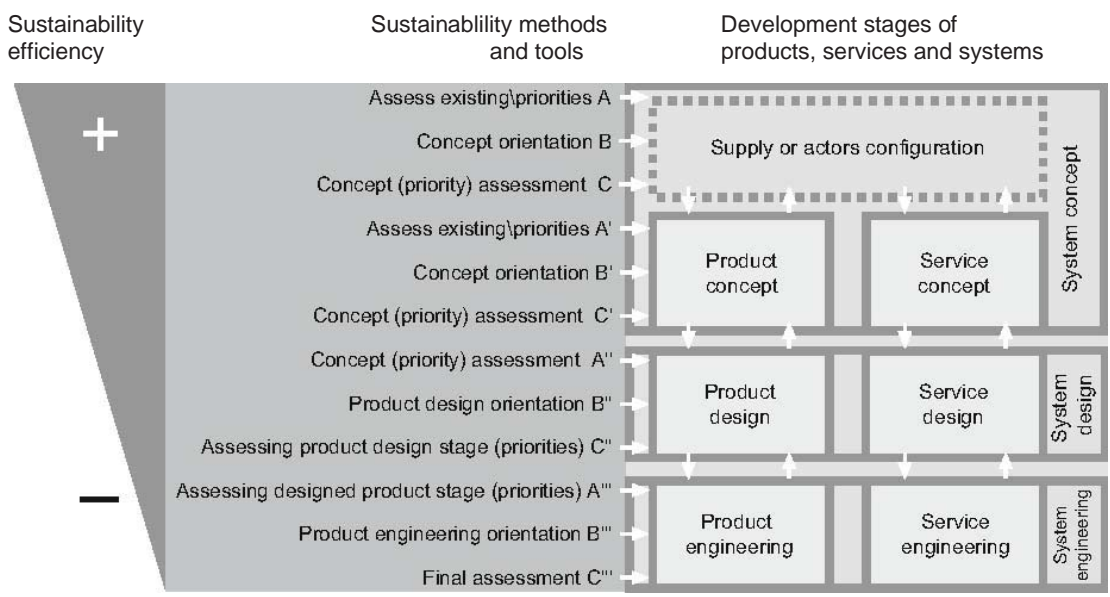 Sustainability
efficiency
Sustainablility methods
and tools
Development stages of
products, services and systems
+
−
Assess existing\priorities A
Concept orientation B
Concept (priority) assessment C
Assess existing\priorities A'
Concept orientation B'
Concept (priority) assessment C'
Concept (priority) assessment A"
Product design orientation B"
Assessing product design stage (priorities) C"
Assessing designed product stage (priorities) A"'
Product engineering orientation B"'
Final assessment C"'
Supply or actors configuration
Product
concept
Service
concept
System concept
Product
design
Service
design
System
design
Product
engineering
Service
engineering
System
engineering